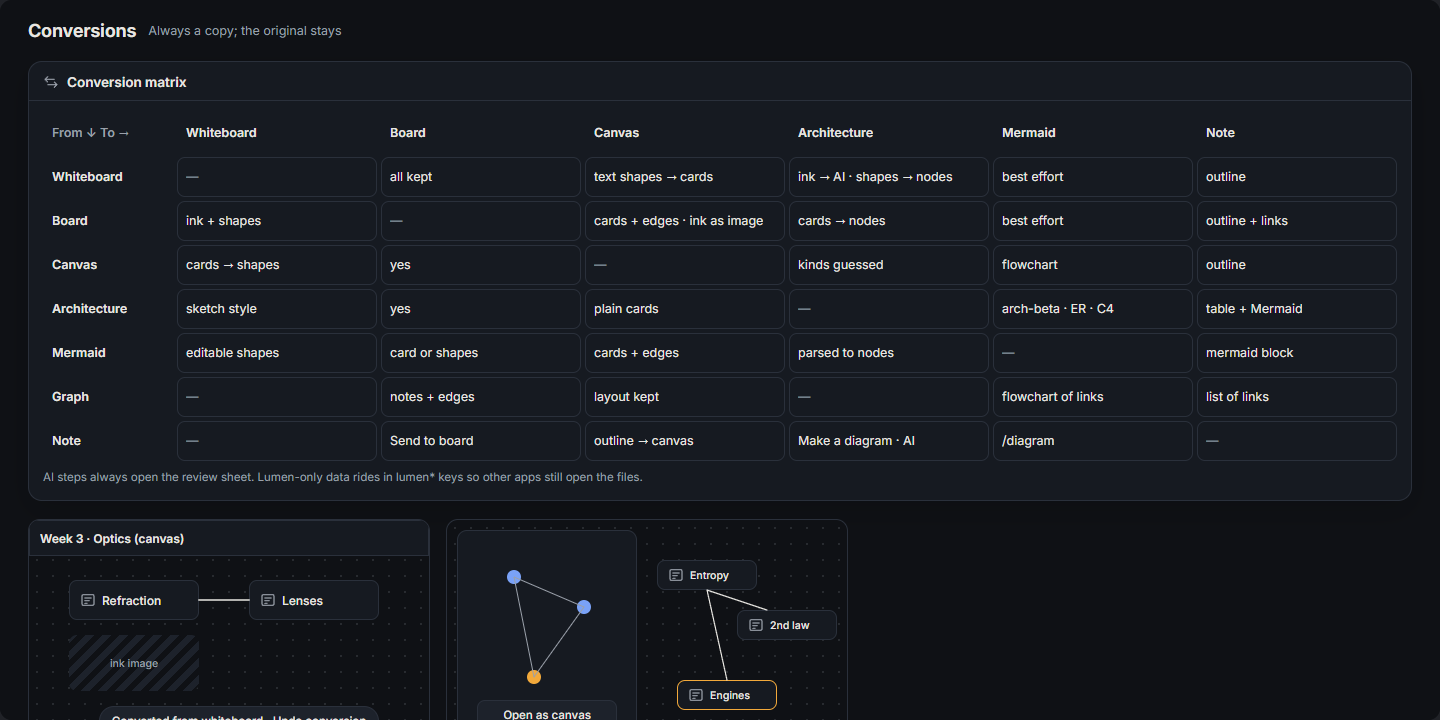 Conversions Always a copy; the original stays
Conversion matrix
From ↓ To → Whiteboard Board Canvas Architecture Mermaid Note
Whiteboard — all kept text shapes → cards ink → AI · shapes → nodes best effort outline
Board ink + shapes — cards + edges · ink as image cards → nodes best effort outline + links
Canvas cards → shapes yes — kinds guessed flowchart outline
Architecture sketch style yes plain cards — arch-beta · ER · C4 table + Mermaid
Mermaid editable shapes card or shapes cards + edges parsed to nodes — mermaid block
Graph — notes + edges layout kept — flowchart of links list of links
Note — Send to board outline → canvas Make a diagram · AI /diagram —
AI steps always open the review sheet. Lumen-only data rides in lumen* keys so other apps still open the files.
Week 3 · Optics (canvas)
Refraction Lenses
ink image
Converted from whiteboard · Undo conversion
Entropy
2nd law
Engines
Open as canvas